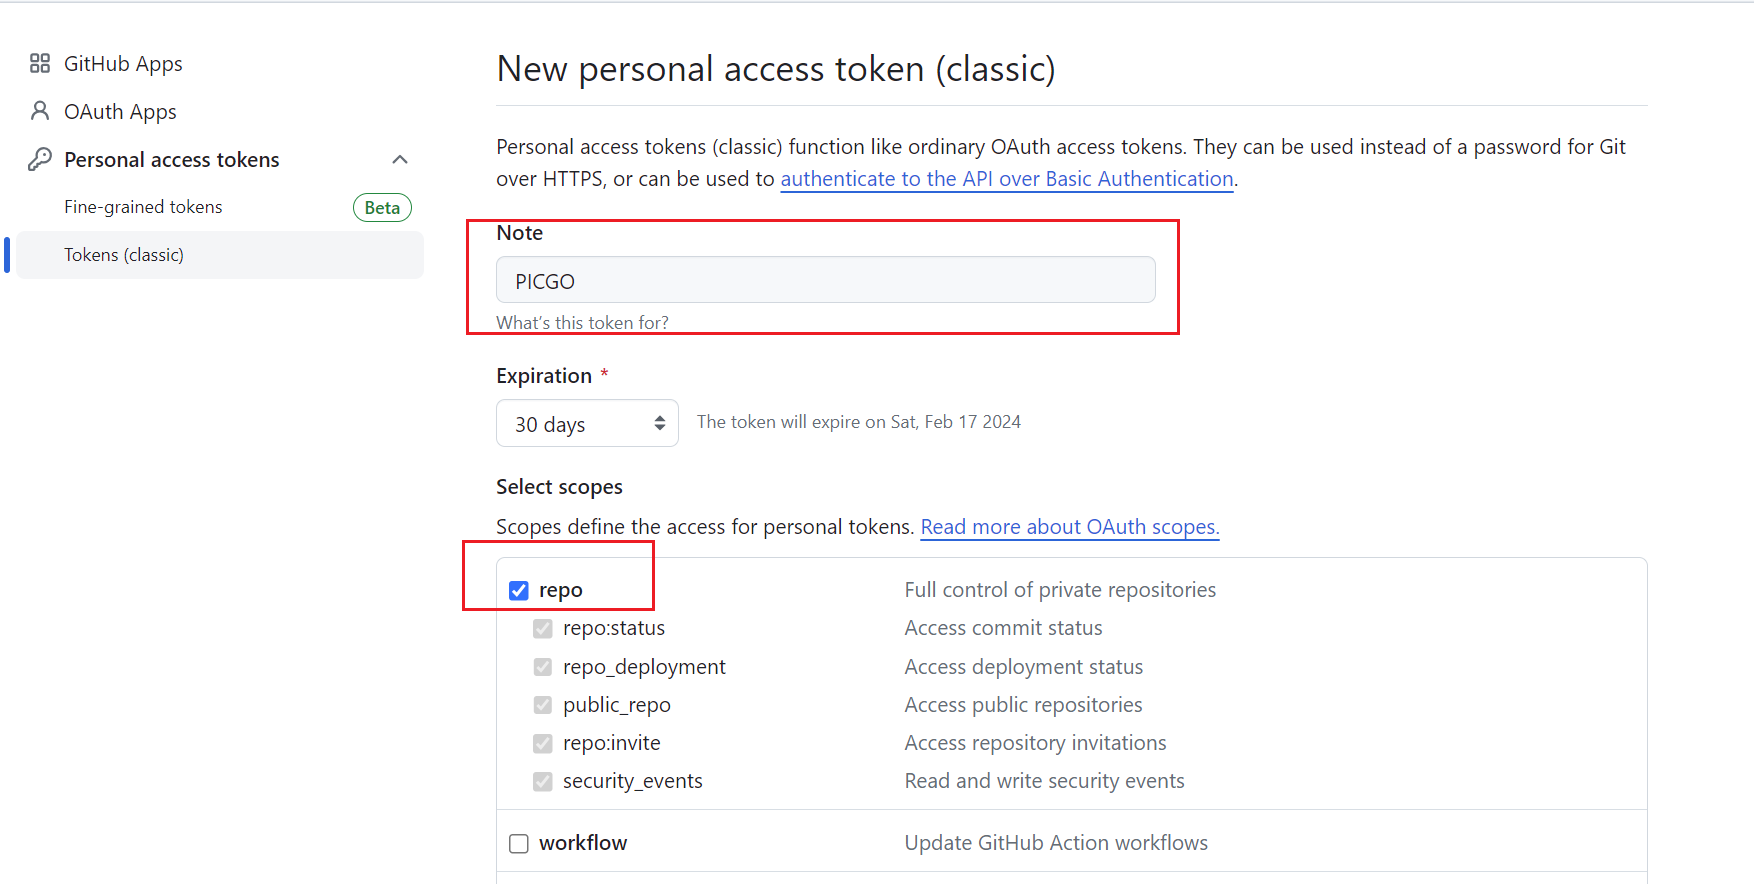 GitHub Apps
OAuth Apps
Personal access tokens
Fine-grained tokens Beta
Tokens (classic)
New personal access token (classic)
Personal access tokens (classic) function like ordinary OAuth access tokens. They can be used instead of a password for Git
over HTTPS, or can be used to authenticate to the API over Basic Authentication.
Note
PICGO
What's this token for?
Expiration *
30 days The token will expire on Sat, Feb 17 2024
Select scopes
Scopes define the access for personal tokens. Read more about OAuth scopes.
repo Full control of private repositories
repo:status Access commit status
repo_deployment Access deployment status
public_repo Access public repositories
repo:invite Access repository invitations
security_events Read and write security events
workflow Update GitHub Action workflows